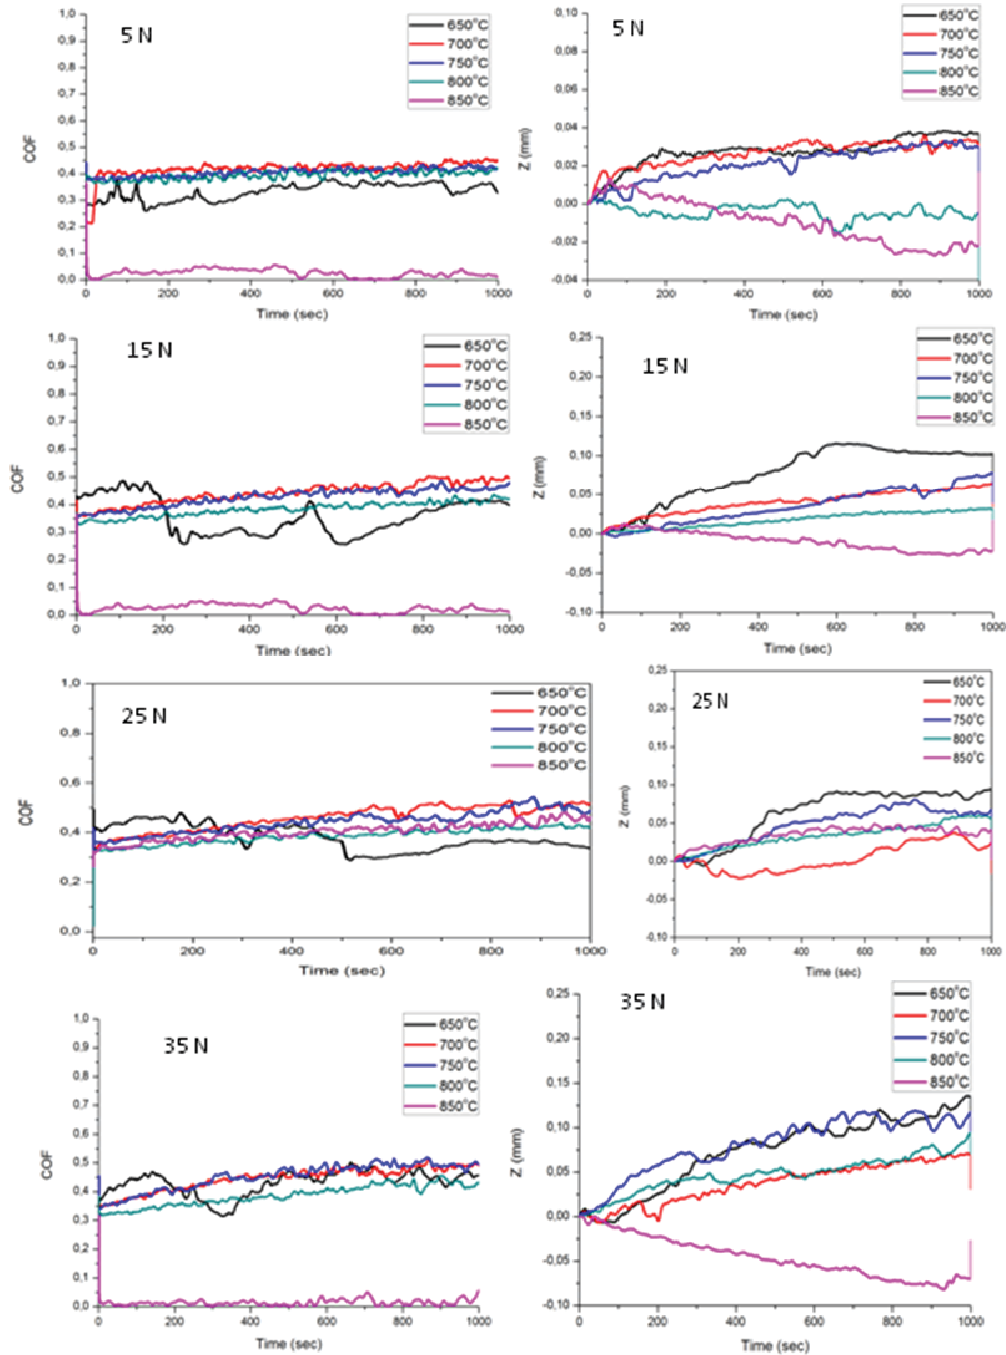 5 N
650°C
700°C
750°C
800°C
850°C
1,0
0,9
0,8
0,7
0,6
0,5
0,4
0,3
0,2
0,1
0,0
COF
0 200 400 600 800 1000
Time (sec)
5 N
650°C
700°C
750°C
800°C
850°C
0,10
0,08
0,06
0,04
0,02
0,00
-0,02
-0,04
Z (mm)
0 200 400 600 800 1000
Time (sec)
15 N
650°C
700°C
750°C
800°C
850°C
1,0
0,9
0,8
0,7
0,6
0,5
0,4
0,3
0,2
0,1
0,0
COF
0 200 400 600 800 1000
Time (sec)
15 N
650°C
700°C
750°C
800°C
850°C
0,25
0,20
0,15
0,10
0,05
0,00
-0,05
-0,10
Z (mm)
0 200 400 600 800 1000
Time (sec)
25 N
650°C
700°C
750°C
800°C
850°C
1,0
0,8
0,6
0,4
0,2
0,0
COF
0 200 400 600 800 1000
Time (sec)
25 N
650°C
700°C
750°C
800°C
850°C
0,25
0,20
0,15
0,10
0,05
0,00
-0,05
-0,10
Z (mm)
0 200 400 600 800 1000
Time (sec)
35 N
650°C
700°C
750°C
800°C
850°C
1,0
0,9
0,8
0,7
0,6
0,5
0,4
0,3
0,2
0,1
0,0
COF
0 200 400 600 800 1000
Time (sec)
35 N
650°C
700°C
750°C
800°C
850°C
0,25
0,20
0,15
0,10
0,05
0,00
-0,05
-0,10
Z (mm)
0 200 400 600 800 1000
Time (sec)